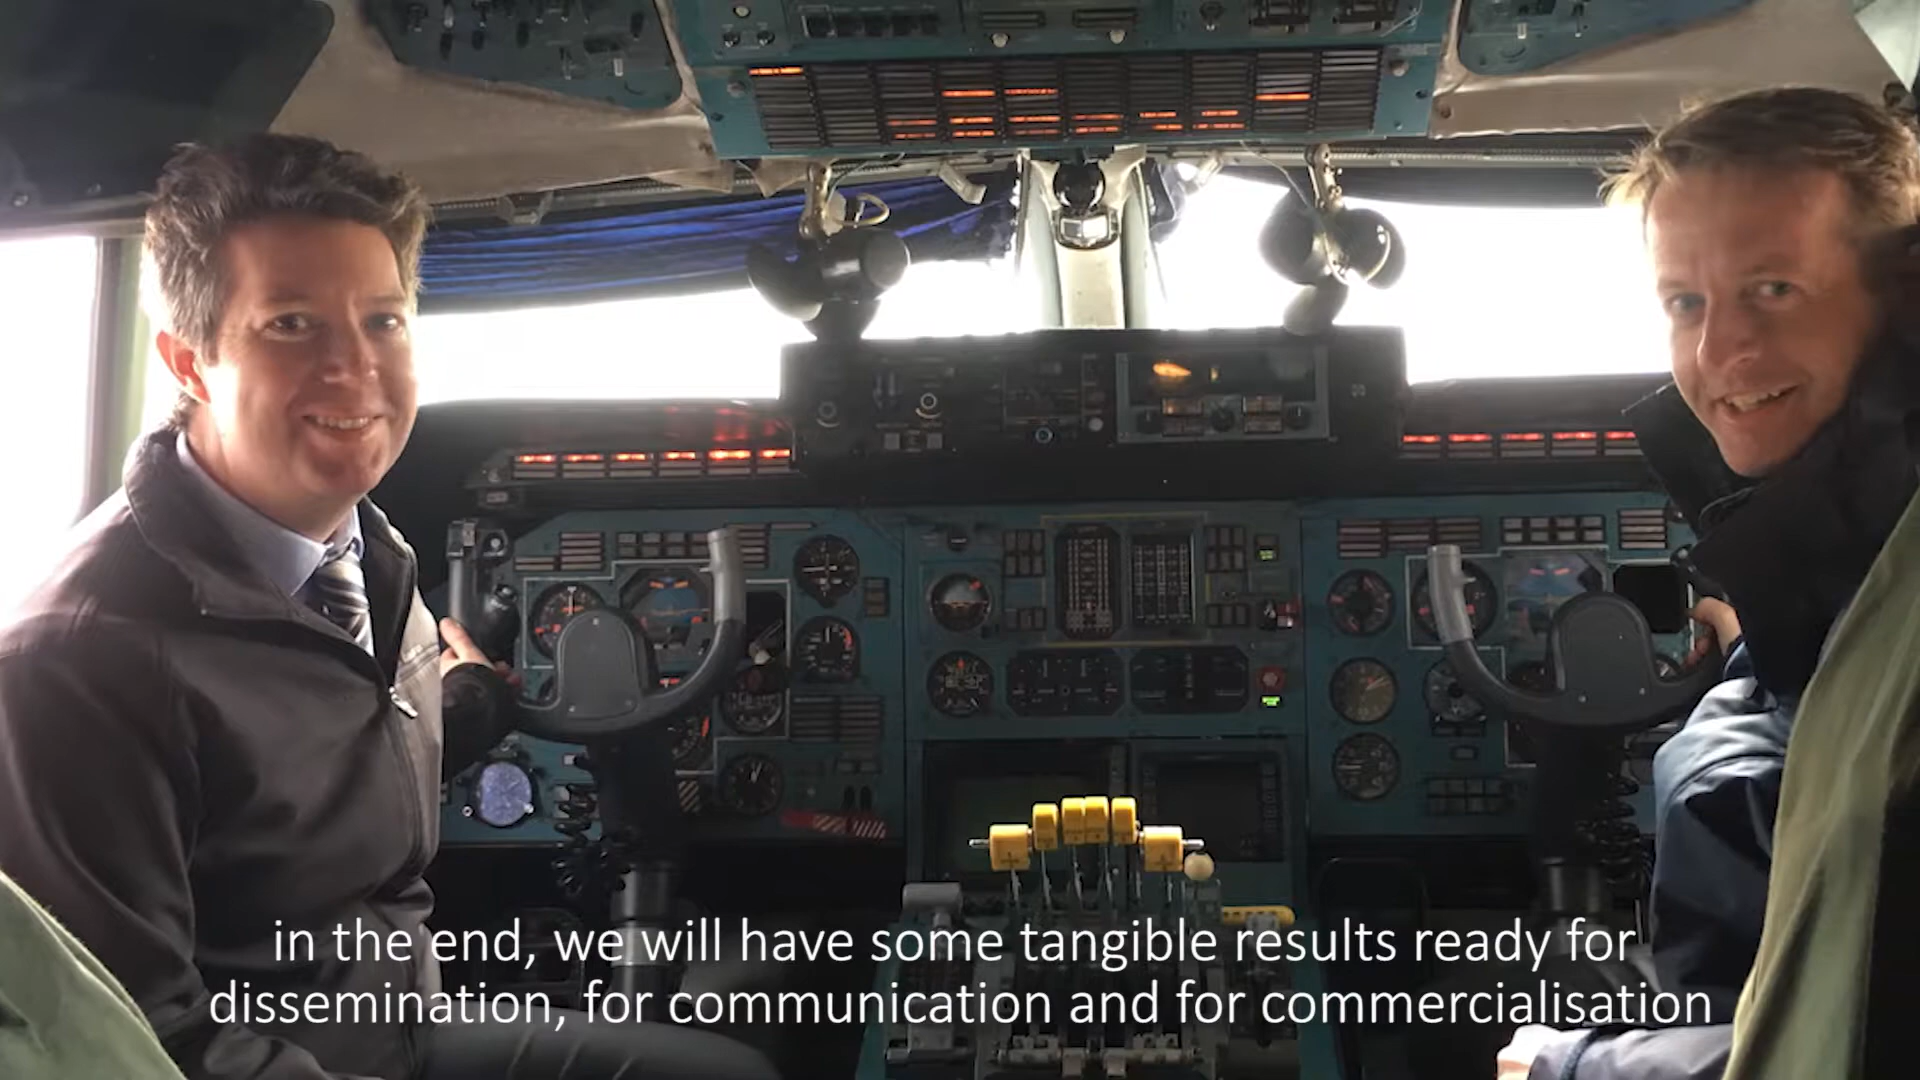 in the end, we will have some tangible results ready for
dissemination, for communication and for commercialisation